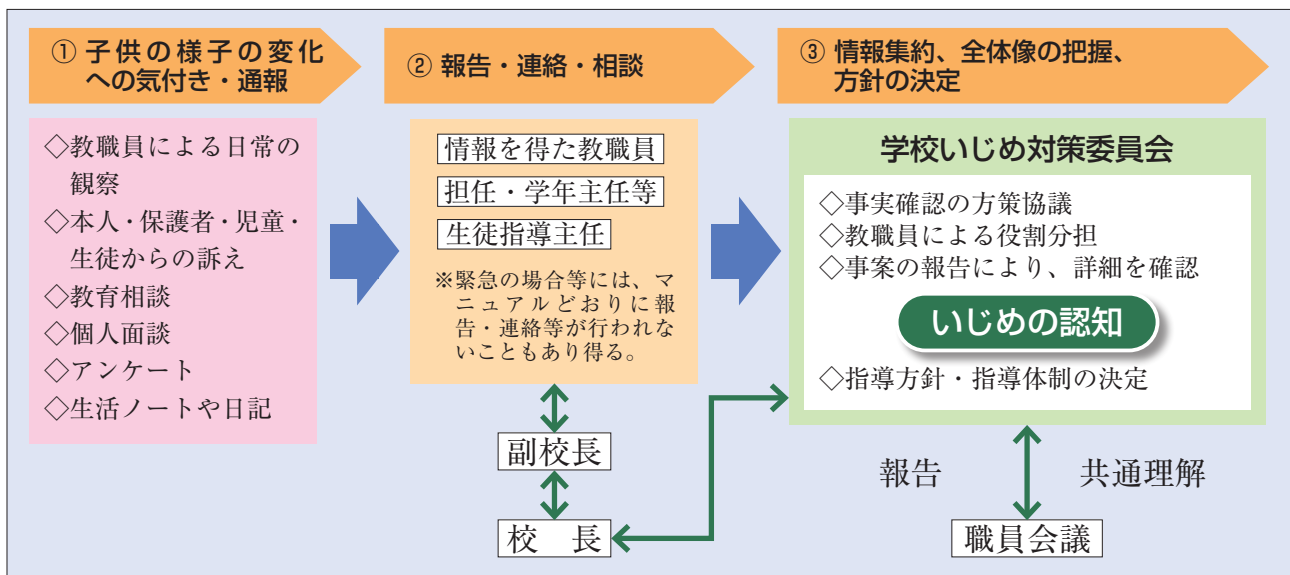 ① 子供の様子の変化
への気付き・通報
◇教職員による日常の
観察
◇本人・保護者・児童・
生徒からの訴え
◇教育相談
◇個人面談
◇アンケート
◇生活ノートや日記
② 報告・連絡・相談
情報を得た教職員
担任・学年主任等
生徒指導主任
※緊急の場合等には、マ
ニュアルどおりに報
告・連絡等が行われな
いこともあり得る。
副校長
校　長
③ 情報集約、全体像の把握、
方針の決定
学校いじめ対策委員会
◇事実確認の方策協議
◇教職員による役割分担
◇事案の報告により、詳細を確認
いじめの認知
◇指導方針・指導体制の決定
報告
共通理解
職員会議